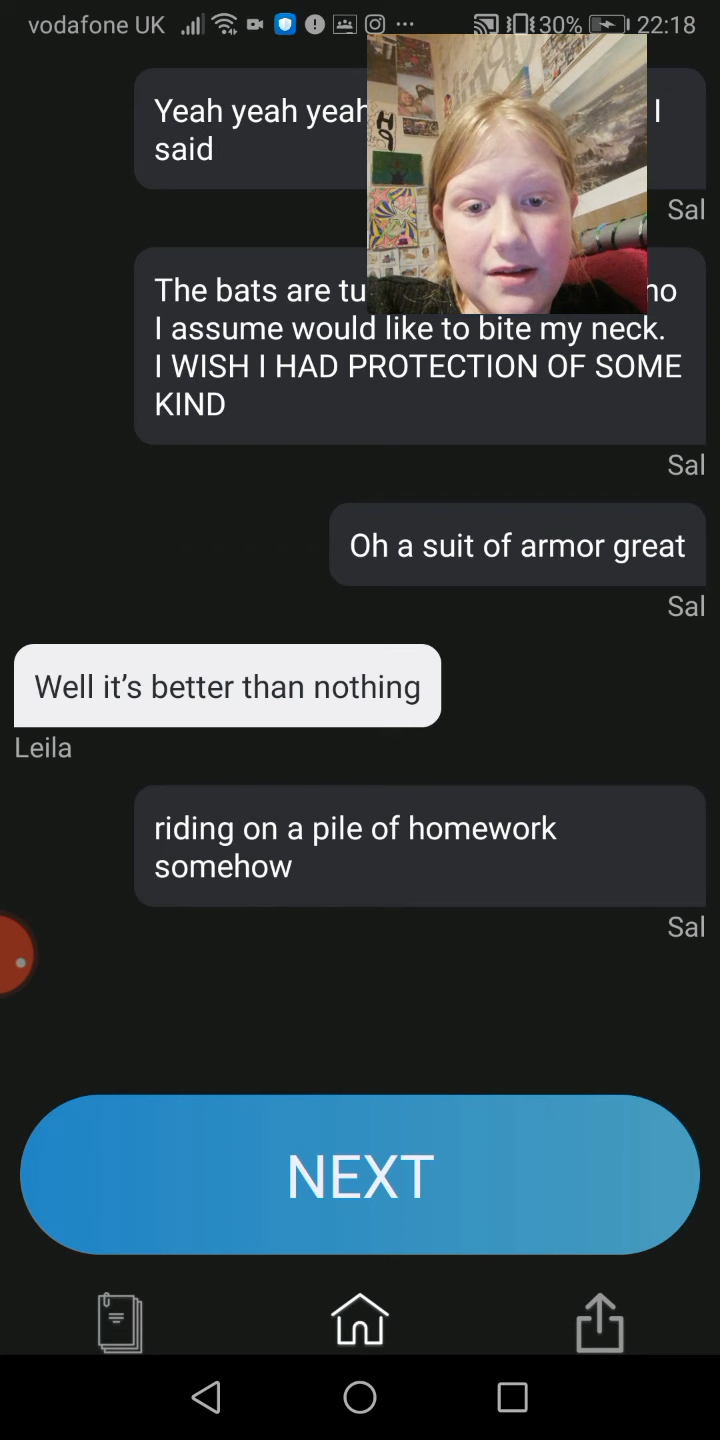 vodafone UK 30% 22:18
Yeah yeah yeah I
said
Sal
The bats are
I assume would like to bite my neck.
I WISH I HAD PROTECTION OF SOME
KIND
Sal
Oh a suit of armor great
Sal
Well it’s better than nothing
Leila
riding on a pile of homework
somehow
Sal
NEXT